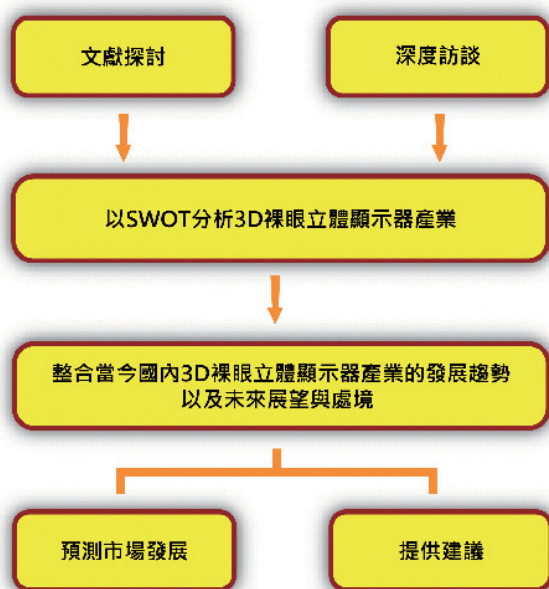 文獻探討
深度訪談
以SWOT分析3D裸眼立體顯示器產業
整合當今國內3D裸眼立體顯示器產業的發展趨勢
以及未來展望與處境
預測市場發展
提供建議